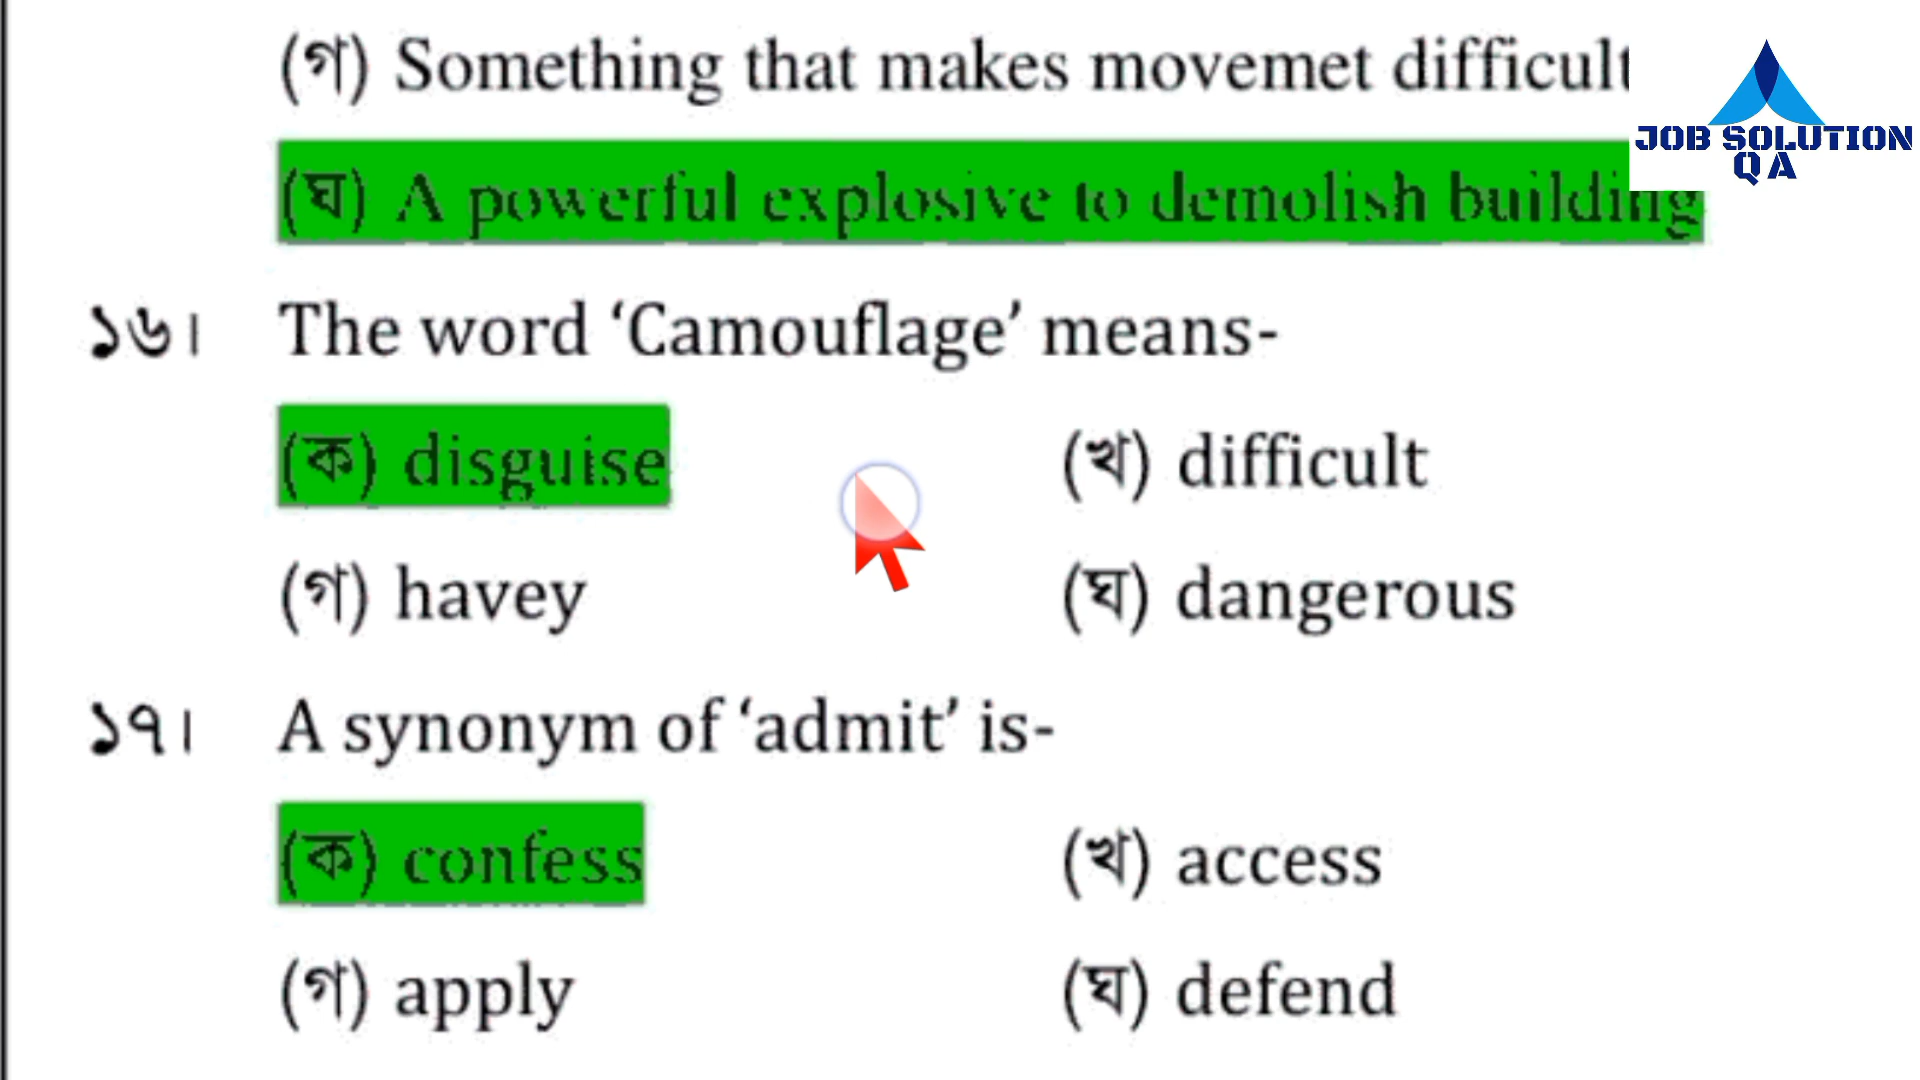 (গ) Something that makes movemet difficult
JOB SOLUTION
QA
(ঘ) A powerful explosive to demolish building
১৬। The word ‘Camouflage’ means-
(ক) disguise (খ) difficult
(গ) havey (ঘ) dangerous
১৭। A synonym of ‘admit’ is-
(ক) confess (খ) access
(গ) apply (ঘ) defend